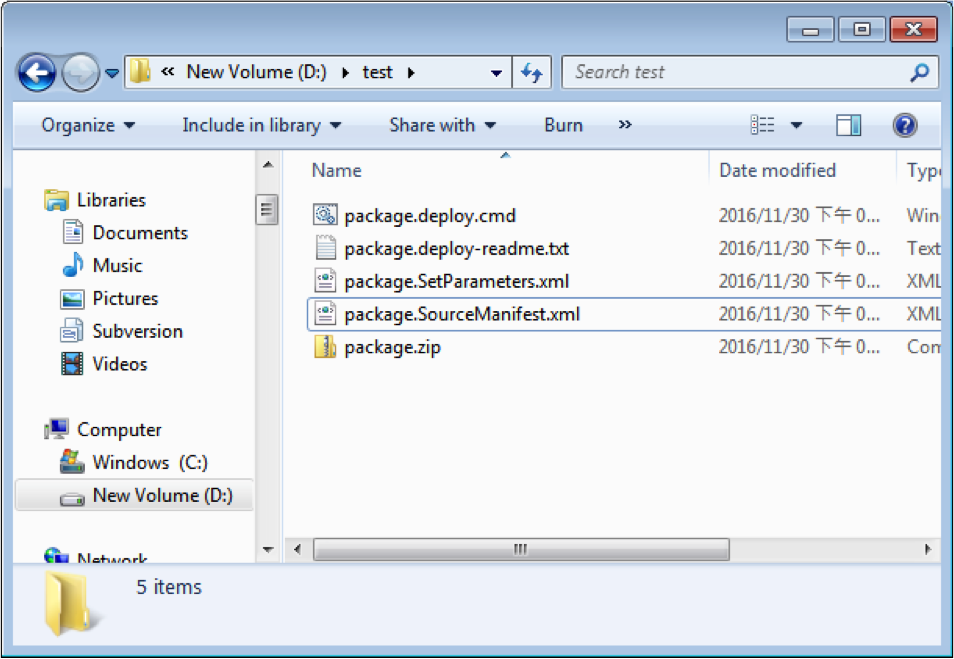 « New Volume (D:) test
Search test
Organize Include in library Share with Burn »
Name Date modified Type
Libraries
Documents
Music
Pictures
Subversion
Videos
Computer
Windows (C:)
New Volume (D:)
Network
package.deploy.cmd 2016/11/30 下午 0... Win
package.deploy-readme.txt 2016/11/30 下午 0... Text
package.SetParameters.xml 2016/11/30 下午 0... XML
package.SourceManifest.xml 2016/11/30 下午 0... XML
package.zip 2016/11/30 下午 0... Com
5 items